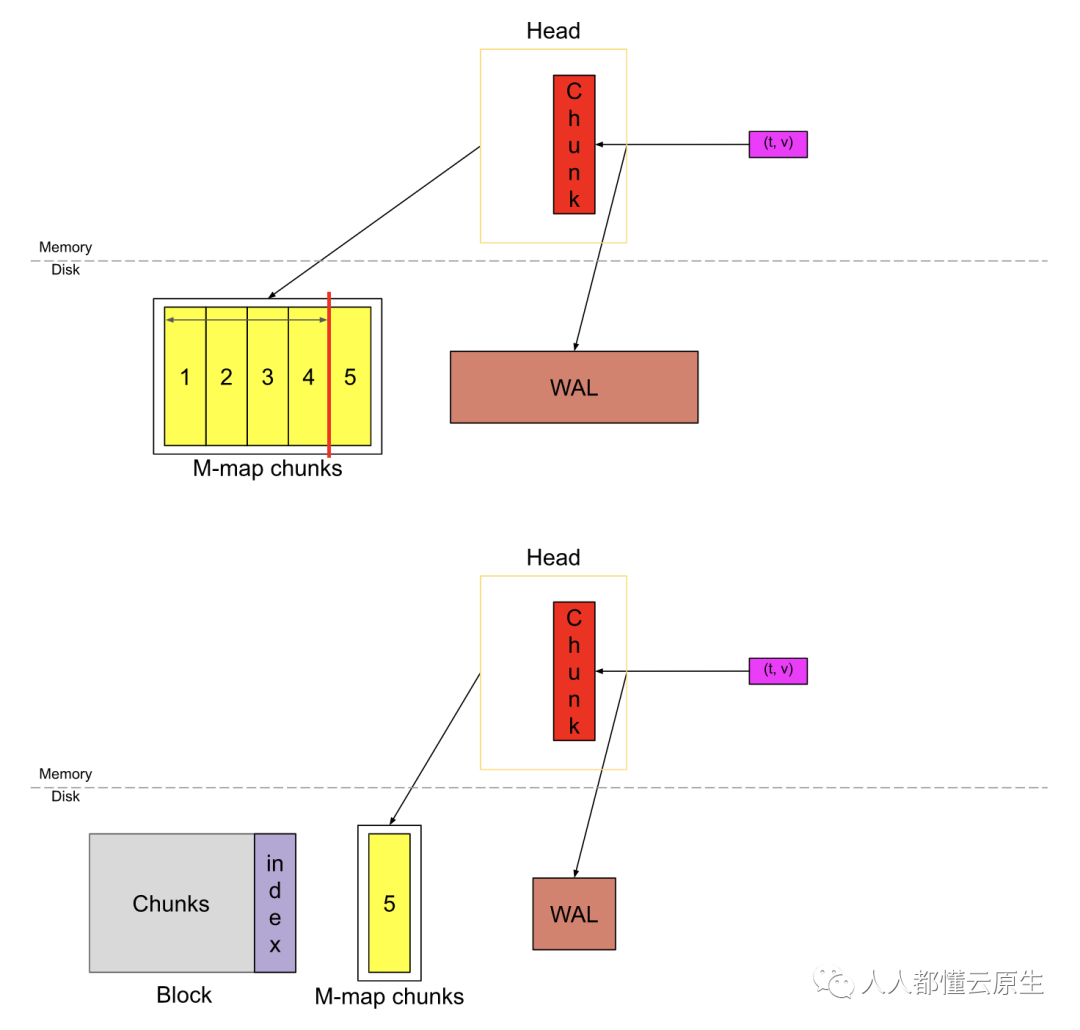 Head
Chunk
(t, v)
Memory
Disk
1 2 3 4 5
WAL
M-map chunks
Head
Chunk
(t, v)
Memory
Disk
Chunks
index
5
WAL
Block
M-map chunks
人人都懂云原生